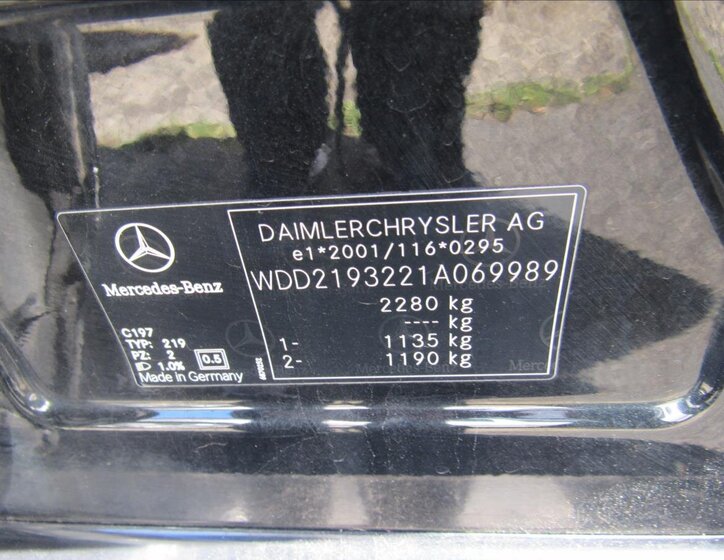 Mercedes-Benz
C197
TYP: 219
PZ: 2
1.0%
0.5
Made in Germany
DAIMLERCHRYSLER AG
e1*2001/116*0295
WDD2193221A069989
2280 kg
---- kg
1- 1135 kg
2- 1190 kg